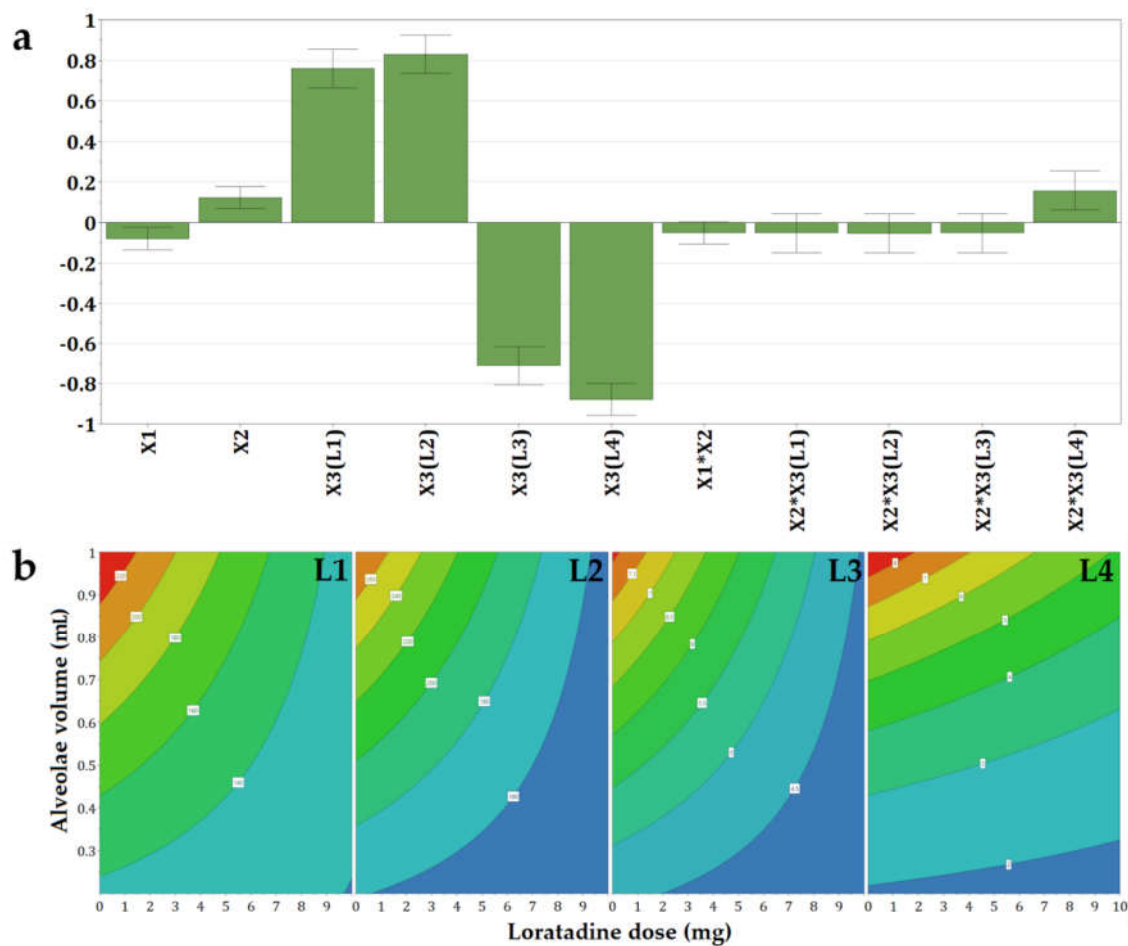 a
1
0.8
0.6
0.4
0.2
0
-0.2
-0.4
-0.6
-0.8
-1
X1
X2
X3(L1)
X3(L2)
X3(L3)
X3(L4)
X1*X2
X2*X3(L1)
X2*X3(L2)
X2*X3(L3)
X2*X3(L4)
b
L1
L2
L3
L4
Alveolae volume (mL)
1
0.9
0.8
0.7
0.6
0.5
0.4
0.3
0 1 2 3 4 5 6 7 8 9
0 1 2 3 4 5 6 7 8 9
0 1 2 3 4 5 6 7 8 9
0 1 2 3 4 5 6 7 8 9 10
Loratadine dose (mg)